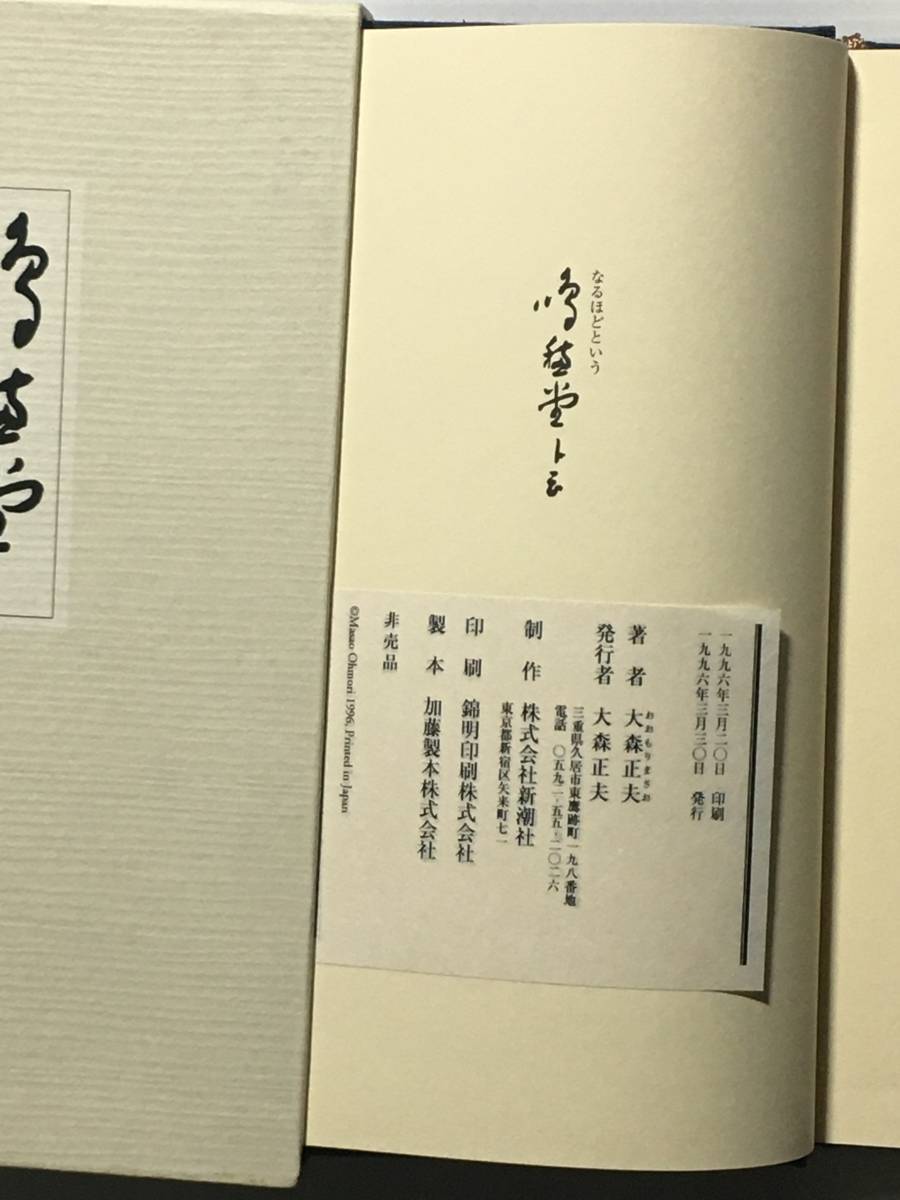 なるほどという
鳴穂堂ト云
一九九六年三月二〇日 印刷
一九九六年三月三〇日 発行
おおもりまさお
著者 大森正夫
発行者 大森正夫
三重県久居市東鷹跡町一九八番地
電話 〇五九二-五五-二〇二六
制作 株式会社新潮社
東京都新宿区矢来町七一
印刷 錦明印刷株式会社
製本 加藤製本株式会社
非売品
©Masao Ohmori 1996, Printed in Japan